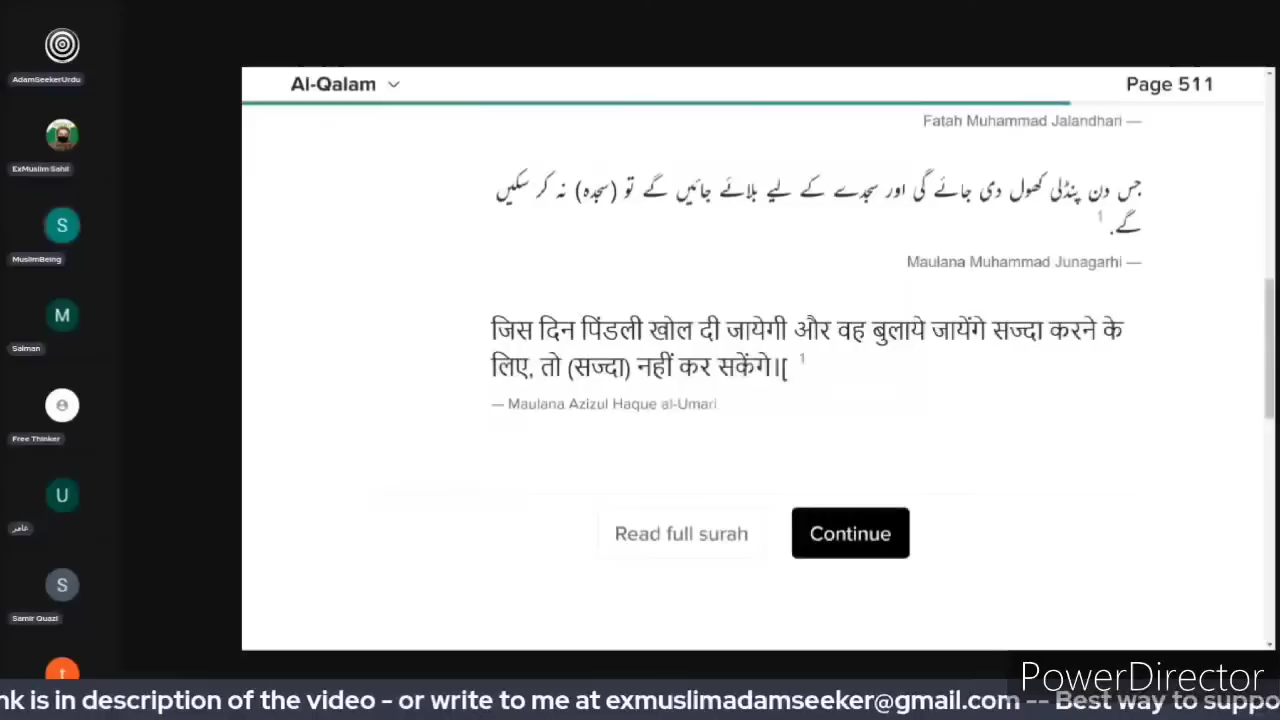 AdamSeekerUrdu
ExMuslim Sahil
S
MuslimBeing
M
Salman
Free Thinker
U
عامر
S
Samir Quazi
t
Al-Qalam
Page 511
Fatah Muhammad Jalandhari —
جس دن پنڈلی کھول دی جائے گی اور سجدے کے لیے بلائے جائیں گے تو (سجدہ) نہ کر سکیں
گے۔ 1
Maulana Muhammad Junagarhi —
जिस दिन पिंडली खोल दी जायेगी और वह बुलाये जायेंगे सज्दा करने के
लिए, तो (सज्दा) नहीं कर सकेंगे।[ 1
— Maulana Azizul Haque al-Umari
Read full surah
Continue
PowerDirector
nk is in description of the video - or write to me at exmuslimadamseeker@gmail.com -- Best way to suppo